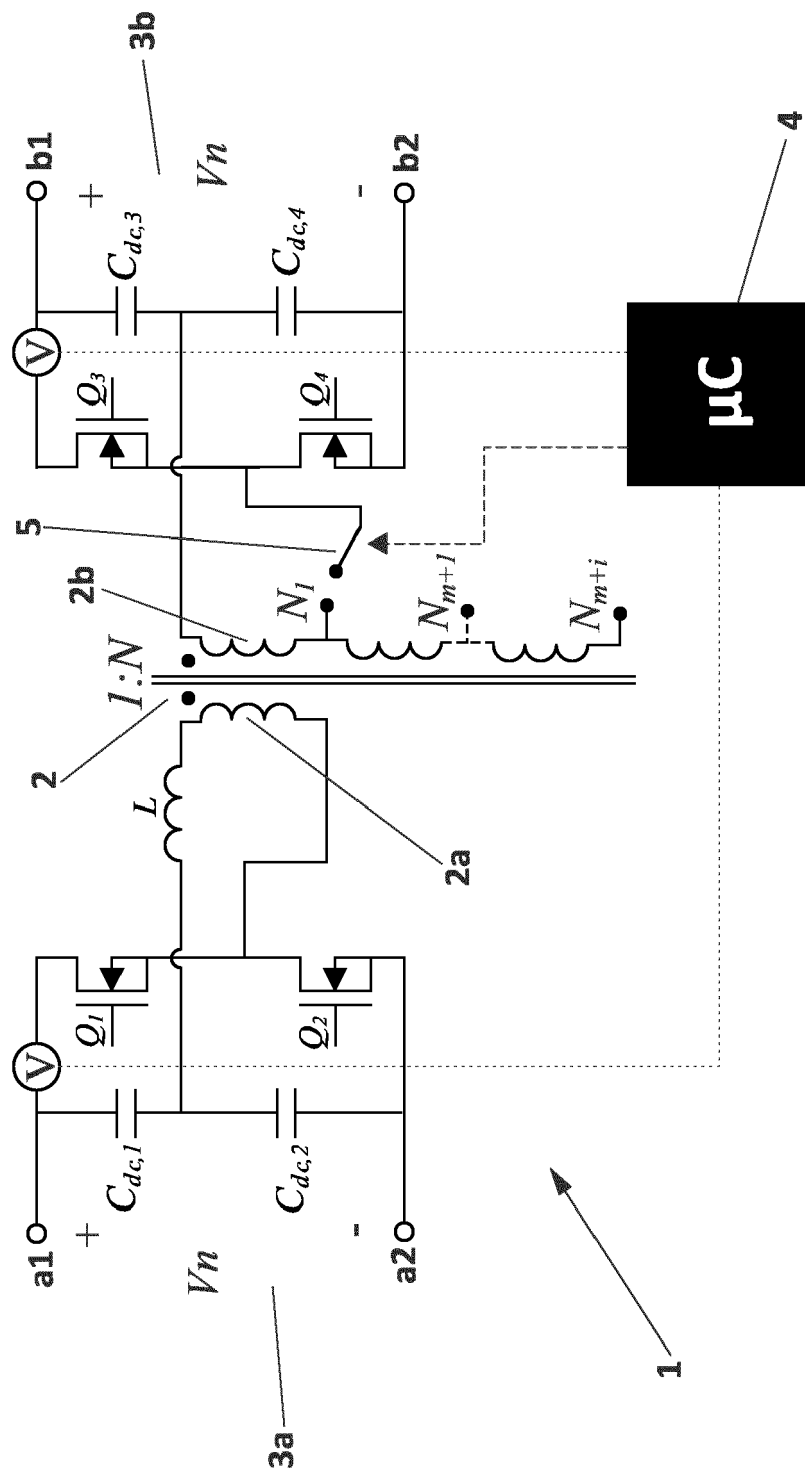 3a
3b
a1
+
Vn
-
a2
C_{dc,1}
C_{dc,2}
V
Q_1
Q_2
L
2
1:N
2a
2b
5
N_1
N_{m+1}
N_{m+i}
V
Q_3
Q_4
C_{dc,3}
C_{dc,4}
b1
+
Vn
-
b2
1
µC
4